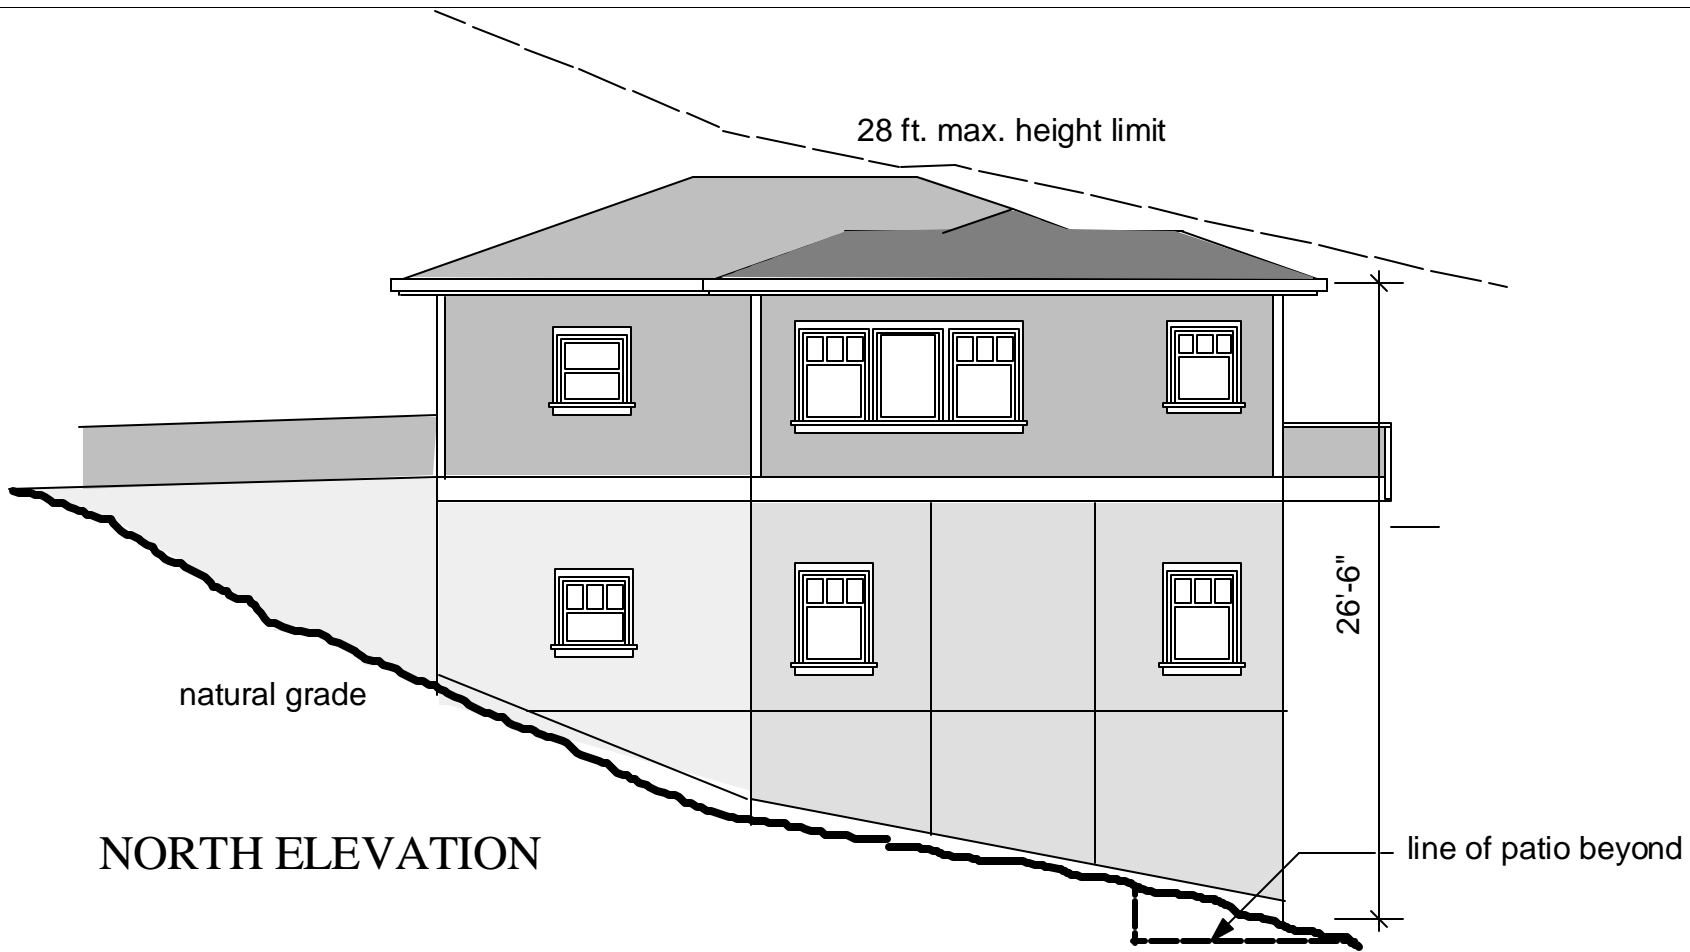 28 ft. max. height limit
26'-6"
natural grade
NORTH ELEVATION
line of patio beyond